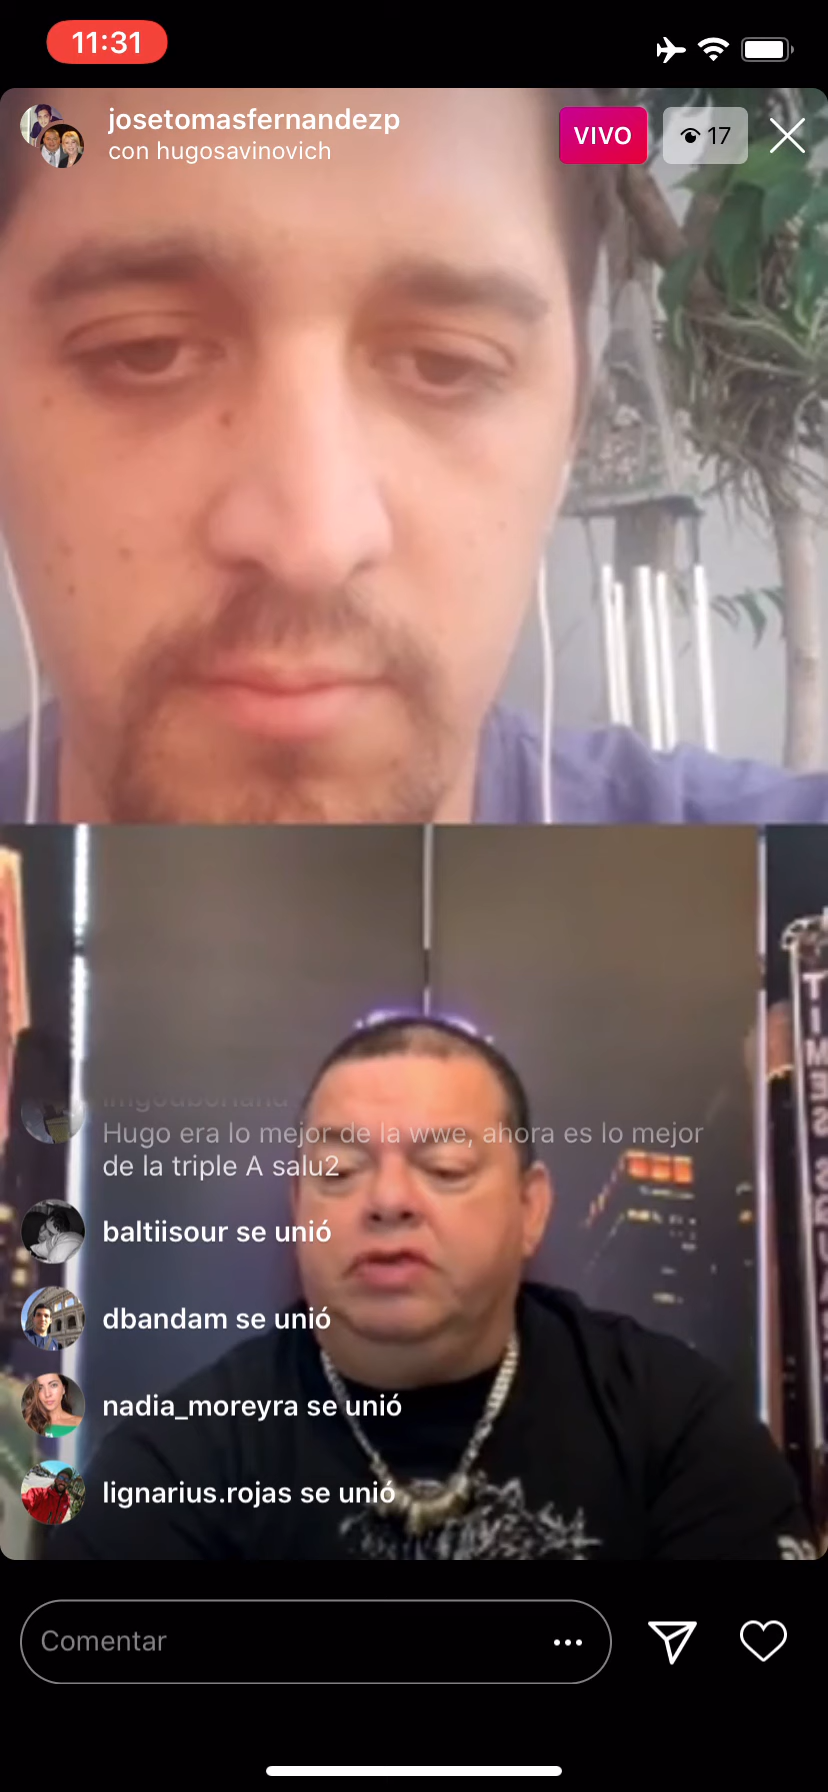 11:31
josetomasfernandezp
con hugosavinovich
VIVO
17
Hugo era lo mejor de la wwe, ahora es lo mejor
de la triple A salu2
baltiisour se unió
dbandam se unió
nadia_moreyra se unió
lignarius.rojas se unió
Comentar